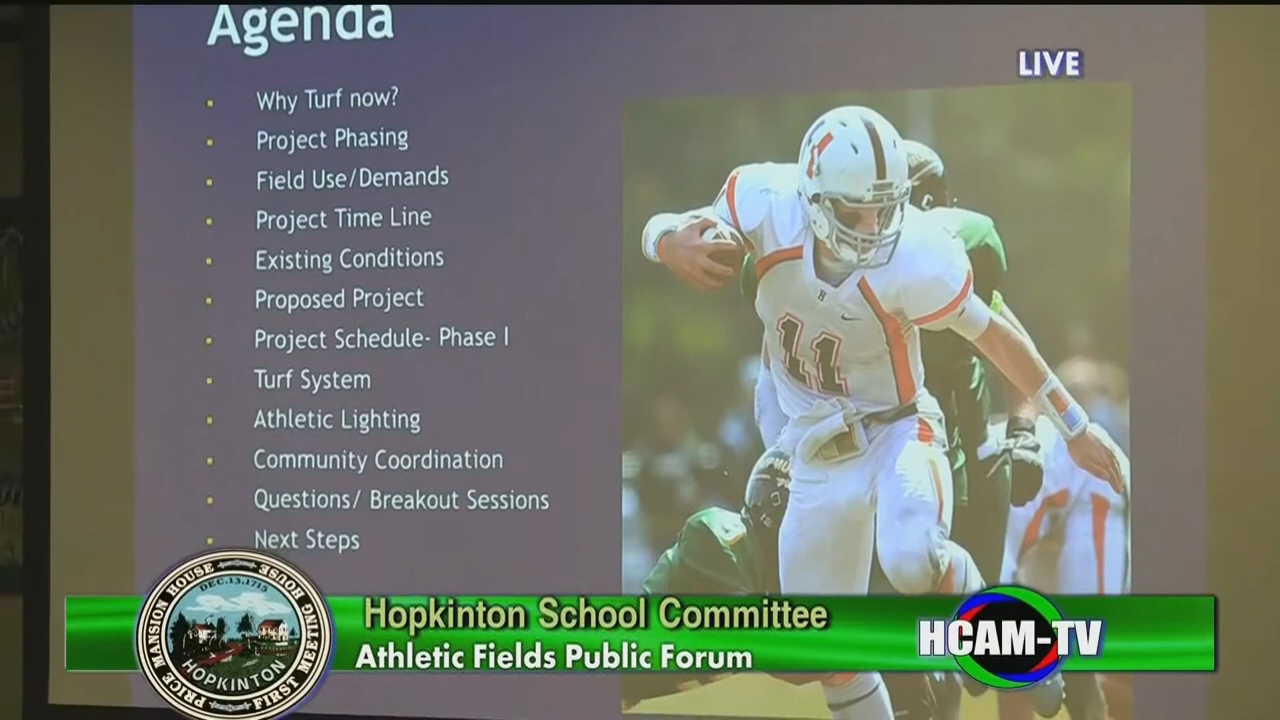 Agenda
LIVE
Why Turf now?
Project Phasing
Field Use/Demands
Project Time Line
Existing Conditions
Proposed Project
Project Schedule- Phase I
Turf System
Athletic Lighting
Community Coordination
Questions/ Breakout Sessions
Next Steps
H
11
PRICE MANSION HOUSE
FIRST MEETING HOUSE
DEC.13.1715
HOPKINTON
Hopkinton School Committee
Athletic Fields Public Forum
HCAM-TV